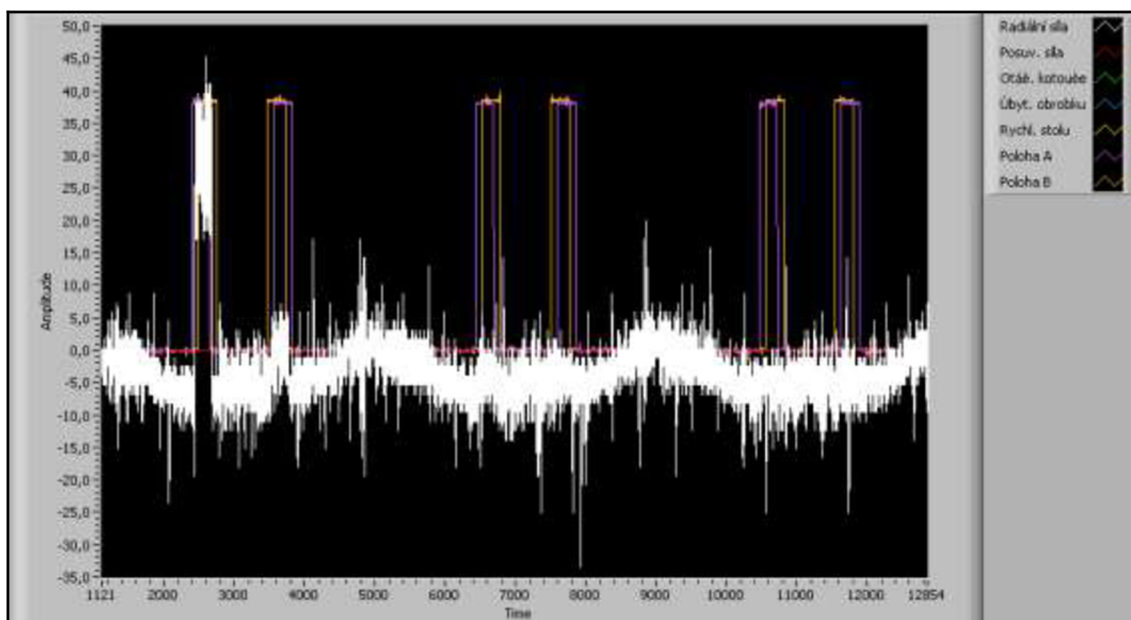 50,0
45,0
40,0
35,0
30,0
25,0
20,0
15,0
10,0
5,0
0,0
-5,0
-10,0
-15,0
-20,0
-25,0
-30,0
-35,0
Amplitude
1121 2000 3000 4000 5000 6000 7000 8000 9000 10000 11000 12000 12854
Time
Radiální síla
Posuv. síla
Otáč. kotouče
Úbyt. obrobku
Rychl. stolu
Poloha A
Poloha B